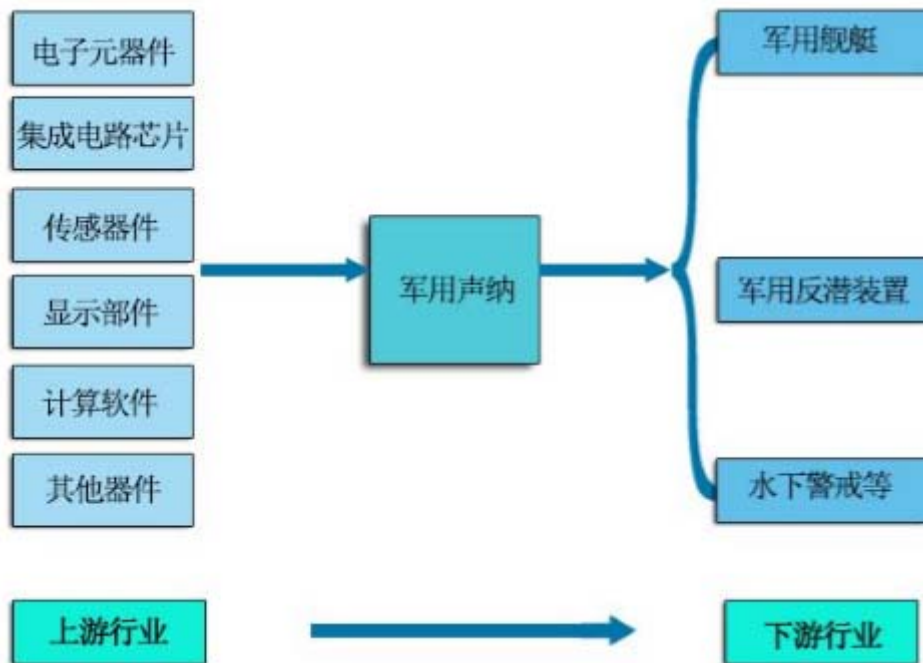 电子元器件
集成电路芯片
传感器件
显示部件
计算软件
其他器件
军用声纳
军用舰艇
军用反潜装置
水下警戒等
上游行业
下游行业